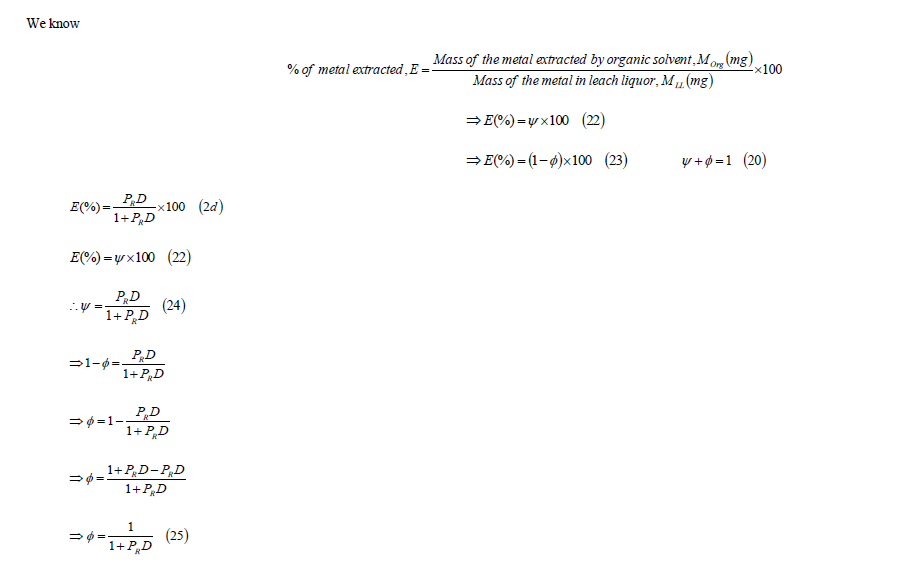 We know
% of metal extracted, E = Mass of the metal extracted by organic solvent, M_Org (mg) / Mass of the metal in leach liquor, M_LL (mg) ×100
⇒ E(%) = ψ×100 (22)
⇒ E(%) = (1−ϕ)×100 (23) ψ+ϕ=1 (20)
E(%) = P_R D / 1+P_R D ×100 (2d)
E(%) = ψ×100 (22)
∴ ψ = P_R D / 1+P_R D (24)
⇒ 1−ϕ = P_R D / 1+P_R D
⇒ ϕ = 1− P_R D / 1+P_R D
⇒ ϕ = 1+P_R D−P_R D / 1+P_R D
⇒ ϕ = 1 / 1+P_R D (25)